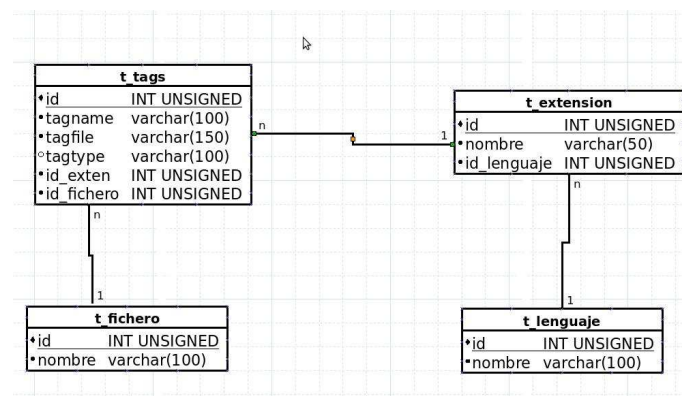 t_tags
id INT UNSIGNED
tagname varchar(100)
tagfile varchar(150)
tagtype varchar(100)
id_exten INT UNSIGNED
id_fichero INT UNSIGNED
n
1
t_extension
id INT UNSIGNED
nombre varchar(50)
id_lenguaje INT UNSIGNED
n
1
t_fichero
id INT UNSIGNED
nombre varchar(100)
n
1
t_lenguaje
id INT UNSIGNED
nombre varchar(100)